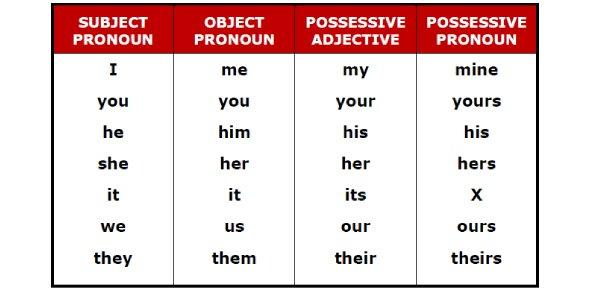 SUBJECT PRONOUN OBJECT PRONOUN POSSESSIVE ADJECTIVE POSSESSIVE PRONOUN
I me my mine
you you your yours
he him his his
she her her hers
it it its X
we us our ours
they them their theirs